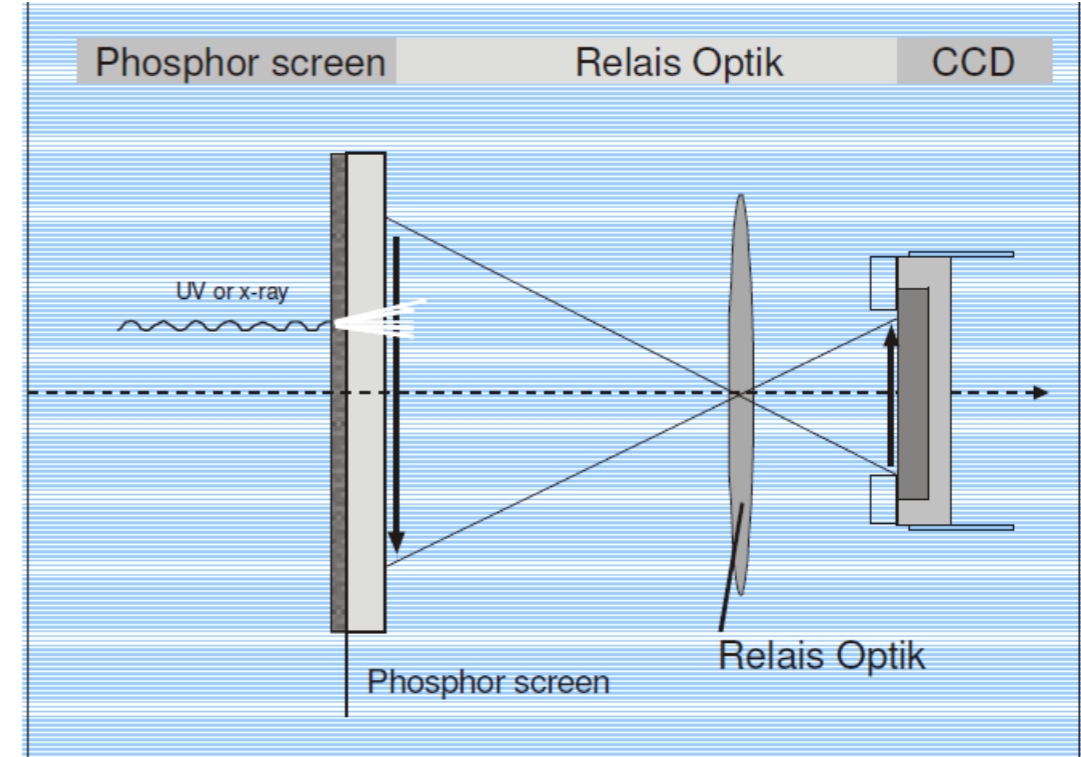 Phosphor screen
Relais Optik
CCD
UV or x-ray
Relais Optik
Phosphor screen